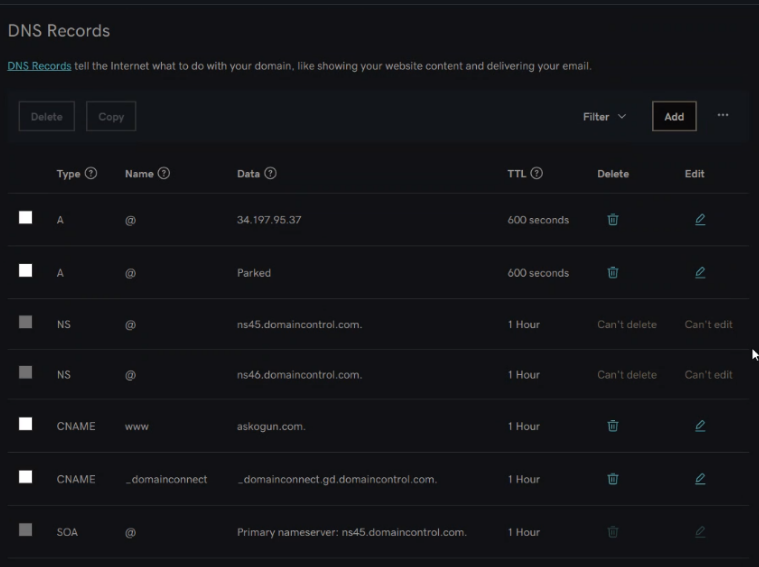 DNS Records
DNS Records tell the Internet what to do with your domain, like showing your website content and delivering your email.
Delete Copy Filter Add ...
Type ? Name ? Data ? TTL ? Delete Edit
A @ 34.197.95.37 600 seconds
A @ Parked 600 seconds
NS @ ns45.domaincontrol.com. 1 Hour Can't delete Can't edit
NS @ ns46.domaincontrol.com. 1 Hour Can't delete Can't edit
CNAME www askogun.com. 1 Hour
CNAME _domainconnect _domainconnect.gd.domaincontrol.com. 1 Hour
SOA @ Primary nameserver: ns45.domaincontrol.com. 1 Hour